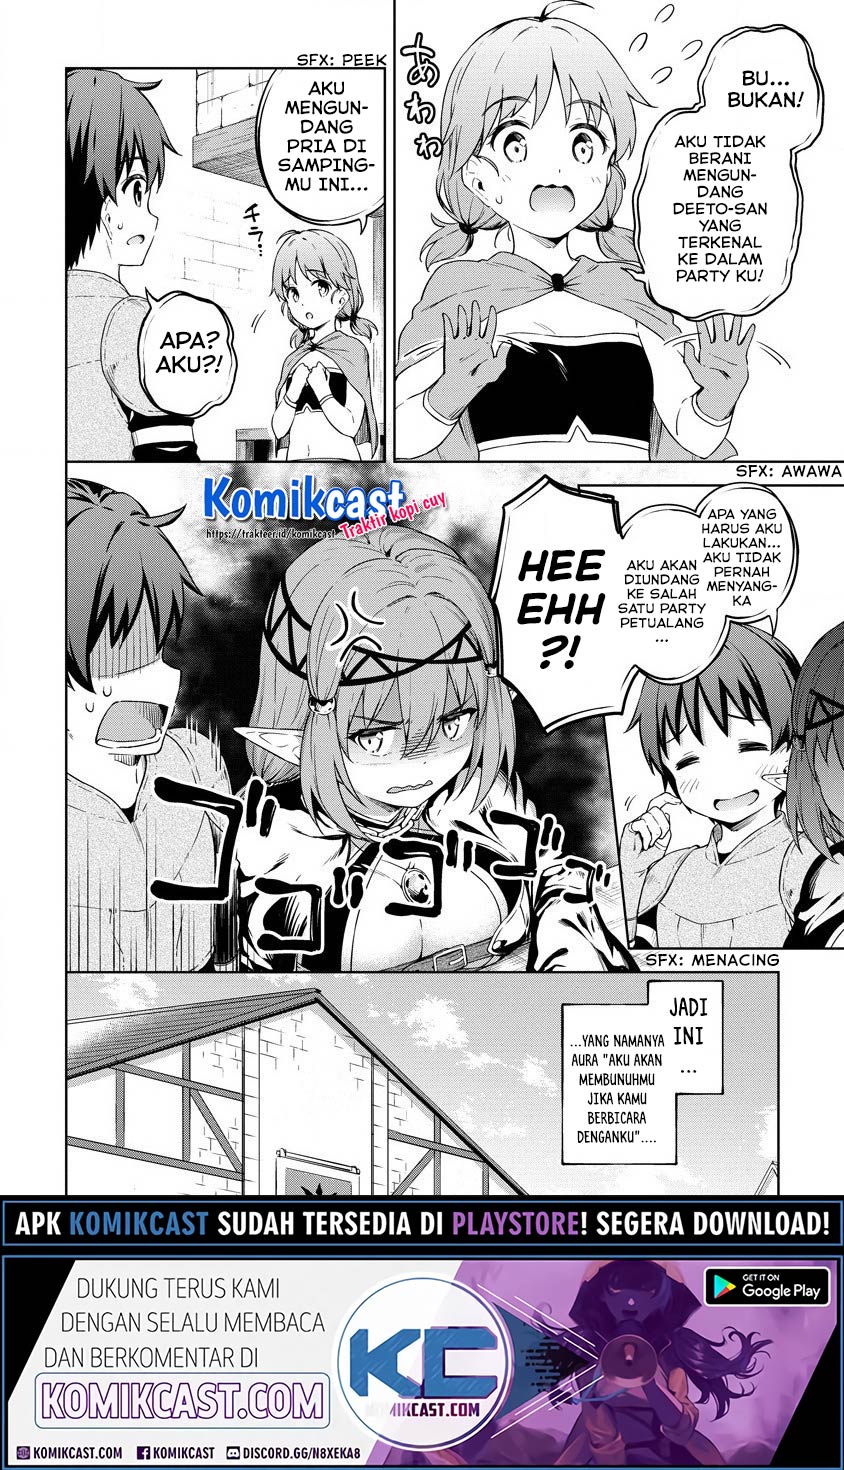 BU...
BUKAN!
AKU TIDAK
BERANI
MENGUN-
DANG
DEETO-SAN
YANG
TERKENAL
KE DALAM
PARTY KU!
あわわ
SFX: PEEK
AKU
MENGUN-
DANG
PRIA DI
SAMPING-
MU INI...
チラ...
APA?
AKU?!
SFX: AWAWA
APA YANG
HARUS AKU
LAKUKAN...
AKU TIDAK
PERNAH
MENYANG-
KA
AKU AKAN
DIUNDANG
KE SALAH
SATU PARTY
PETUALANG
...
HEE
EHH
?!
Komikcast
https://trakteer.id/komikcast
Traktir kopi cuy
ゴゴゴゴ
SFX: MENACING
JADI
INI
...
...YANG NAMANYA
AURA "AKU AKAN
MEMBUNUHMU
JIKA KAMU
BERBICARA
DENGANKU"....
APK KOMIKCAST SUDAH TERSEDIA DI PLAYSTORE! SEGERA DOWNLOAD!
DUKUNG TERUS KAMI
DENGAN SELALU MEMBACA
DAN BERKOMENTAR DI
KOMIKCAST.COM
KOMIKCAST.COM KOMIKCAST DISCORD.GG/N8XEKA8
KC
KOMIKCAST.COM
GET IT ON
Google Play